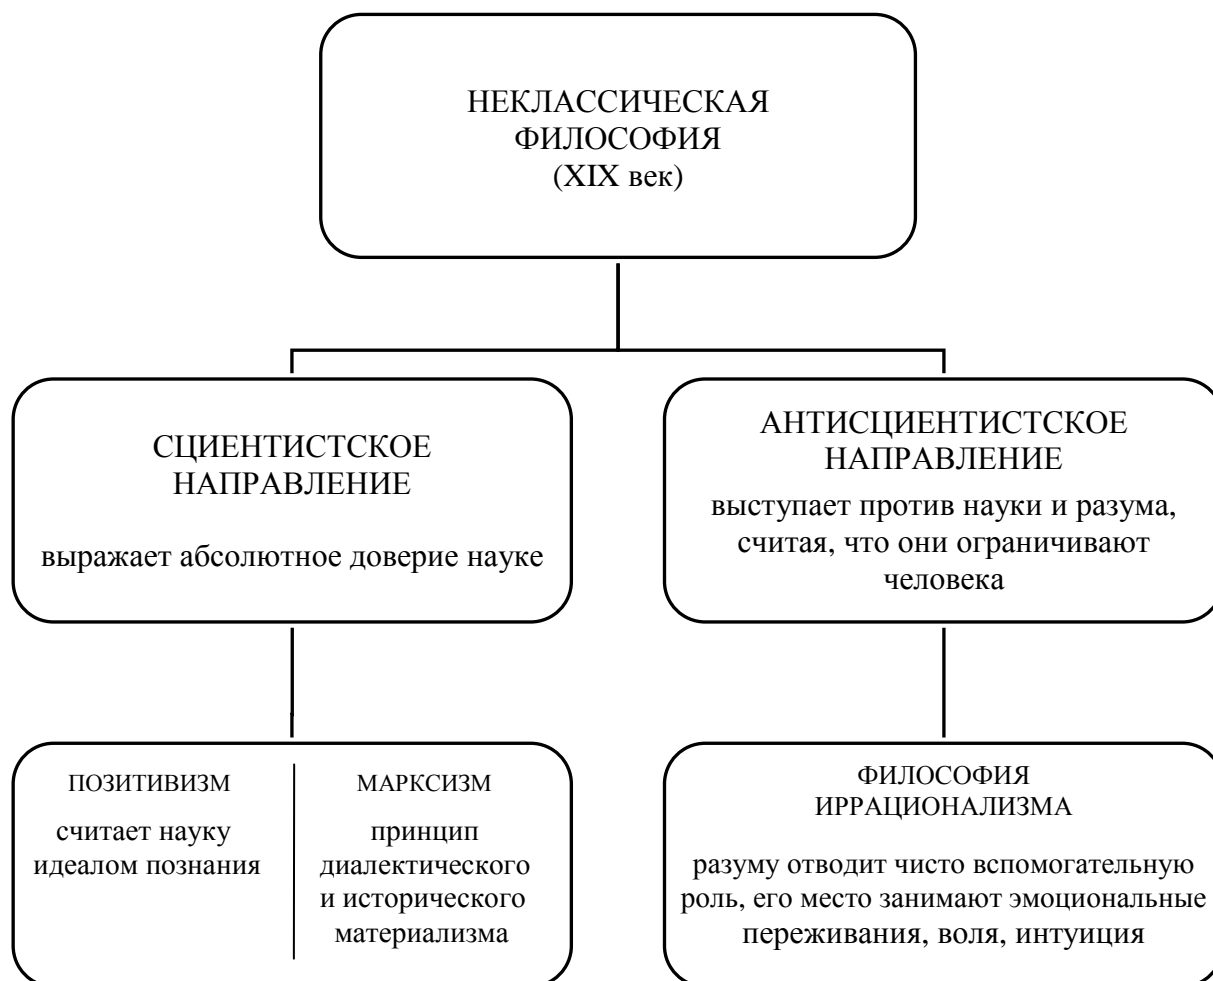 НЕКЛАССИЧЕСКАЯ
ФИЛОСОФИЯ
(XIX век)
СЦИЕНТИСТСКОЕ
НАПРАВЛЕНИЕ
выражает абсолютное доверие науке
АНТИСЦИЕНТИСТСКОЕ
НАПРАВЛЕНИЕ
выступает против науки и разума,
считая, что они ограничивают
человека
ПОЗИТИВИЗМ
считает науку
идеалом познания
МАРКСИЗМ
принцип
диалектического
и исторического
материализма
ФИЛОСОФИЯ
ИРРАЦИОНАЛИЗМА
разуму отводит чисто вспомогательную
роль, его место занимают эмоциональные
переживания, воля, интуиция